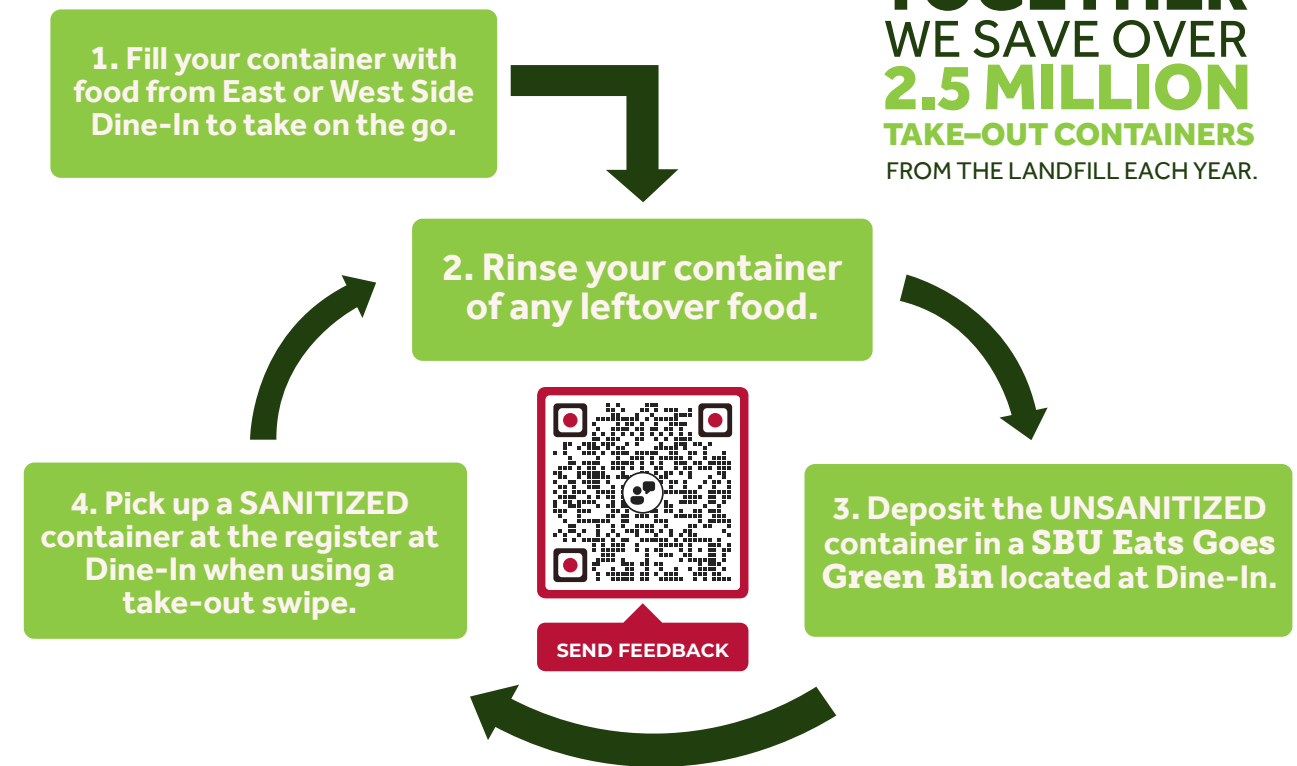 TOGETHER
WE SAVE OVER
2.5 MILLION
TAKE–OUT CONTAINERS
FROM THE LANDFILL EACH YEAR.
1. Fill your container with
food from East or West Side
Dine-In to take on the go.
2. Rinse your container
of any leftover food.
3. Deposit the UNSANITIZED
container in a SBU Eats Goes
Green Bin located at Dine-In.
4. Pick up a SANITIZED
container at the register at
Dine-In when using a
take-out swipe.
SEND FEEDBACK